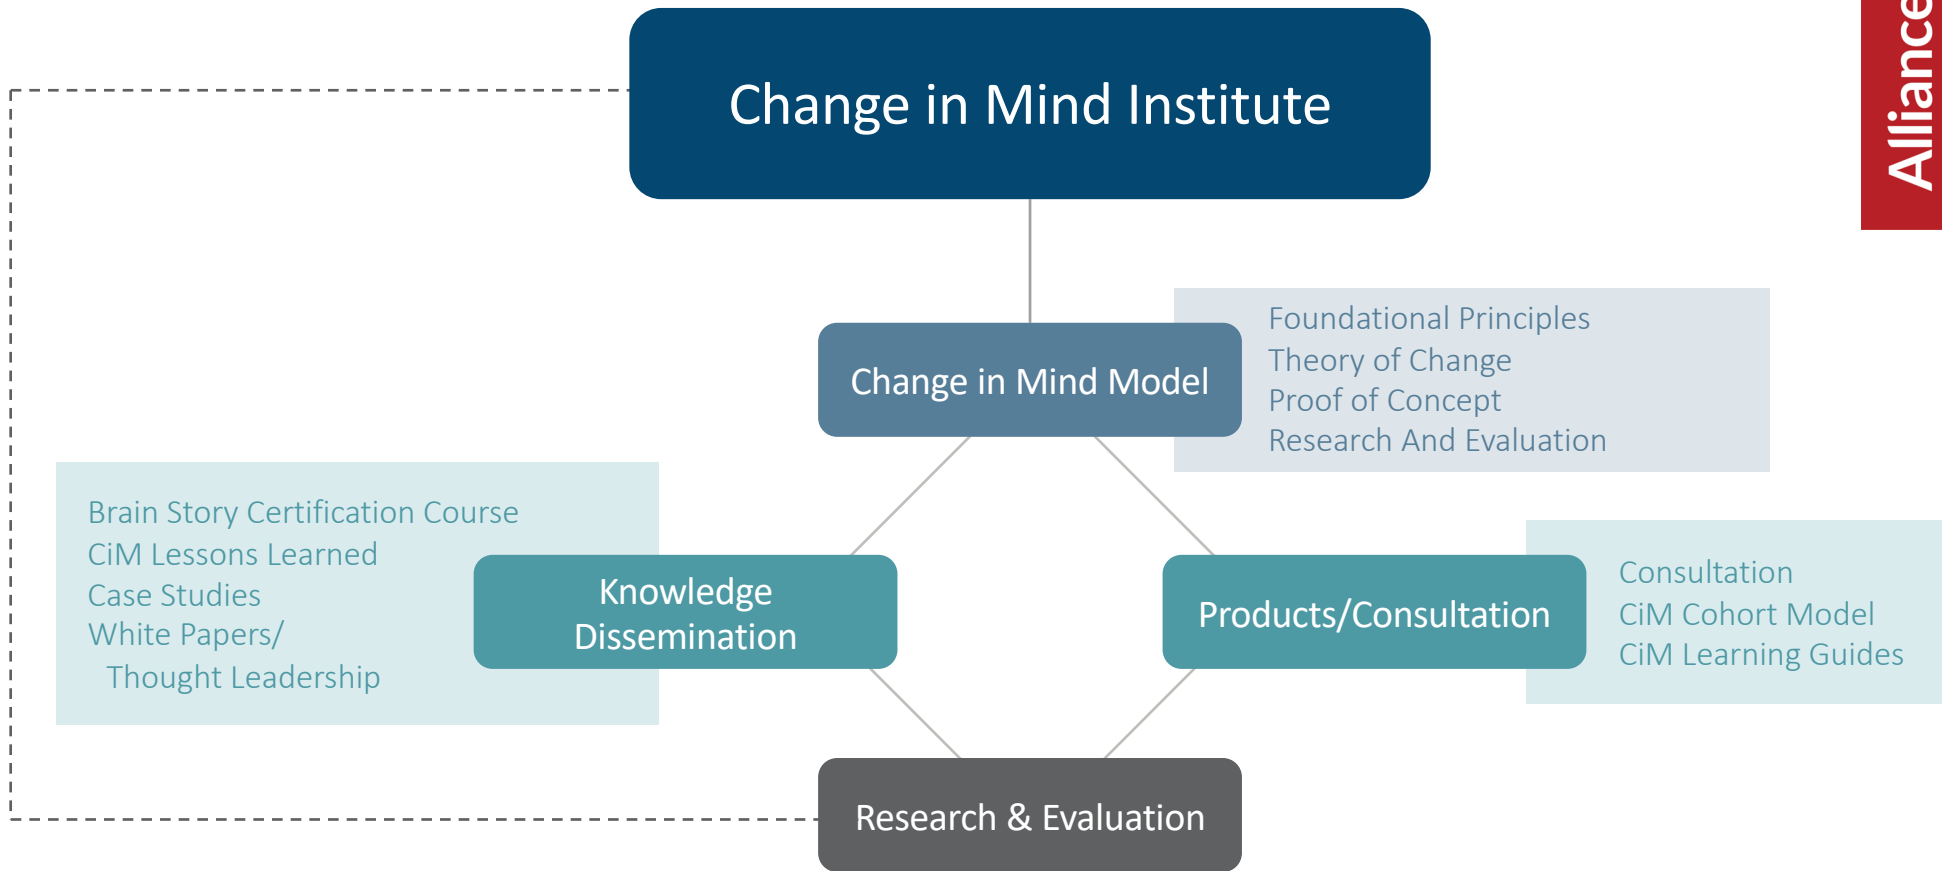 Change in Mind Institute
Alliance
Change in Mind Model
Foundational Principles
Theory of Change
Proof of Concept
Research And Evaluation
Brain Story Certification Course
CiM Lessons Learned
Case Studies
White Papers/
Thought Leadership
Knowledge
Dissemination
Products/Consultation
Consultation
CiM Cohort Model
CiM Learning Guides
Research & Evaluation